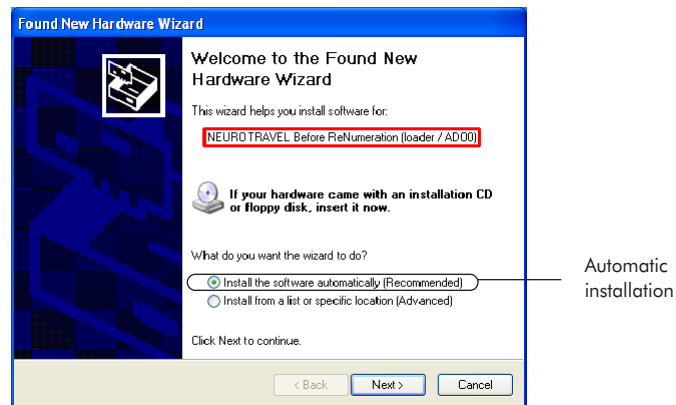 Found New Hardware Wizard
Welcome to the Found New
Hardware Wizard
This wizard helps you install software for:
NEUROTRAVEL Before ReNumeration (loader / AD00)
If your hardware came with an installation CD
or floppy disk, insert it now.
What do you want the wizard to do?
Install the software automatically (Recommended)
Install from a list or specific location (Advanced)
Click Next to continue.
< Back
Next >
Cancel
Automatic
installation